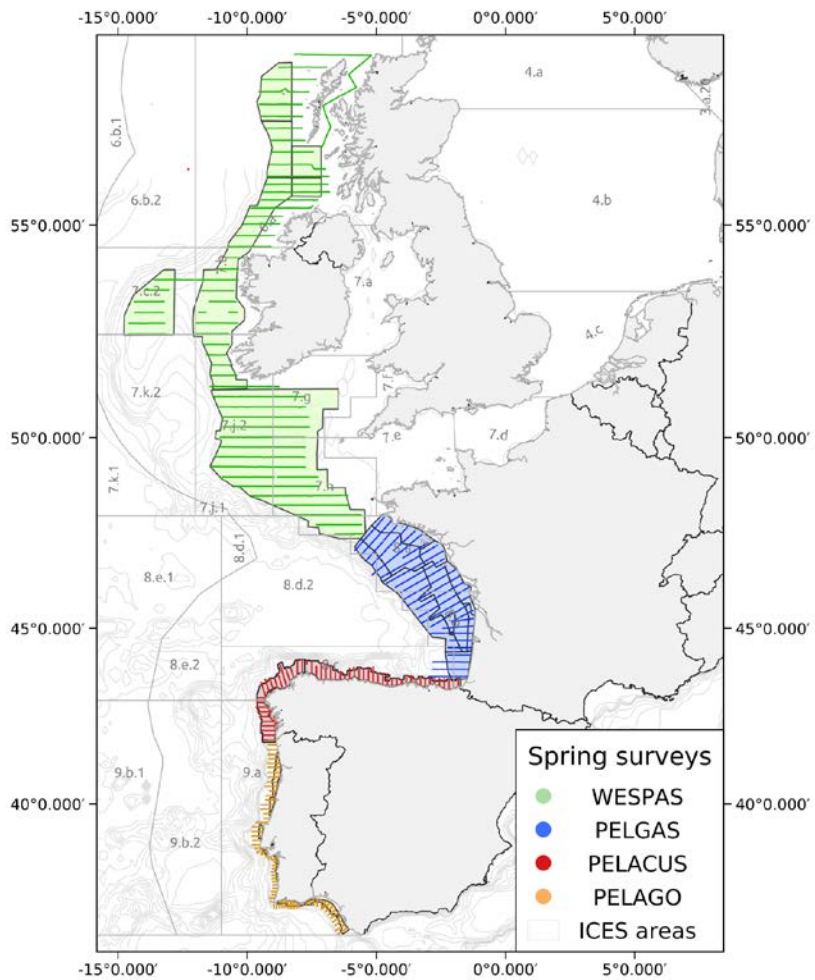 -15°0.000′ -10°0.000′ -5°0.000′ 0°0.000′ 5°0.000′
4.a
3.a.20
6.b.1
6.b.2
4.b
55°0.000′ 55°0.000′
7.b
7.a
7.c.2
4.c
7.k.2
7.f
7.g
7.j.2
50°0.000′ 50°0.000′
7.e
7.d
7.k.1
7.h
7.j.1
8.d.1
8.e.1
8.d.2
45°0.000′ 45°0.000′
8.e.2
9.b.1
9.a
40°0.000′ 40°0.000′
9.b.2
Spring surveys
WESPAS
PELGAS
PELACUS
PELAGO
ICES areas
-15°0.000′ -10°0.000′ -5°0.000′ 0°0.000′ 5°0.000′